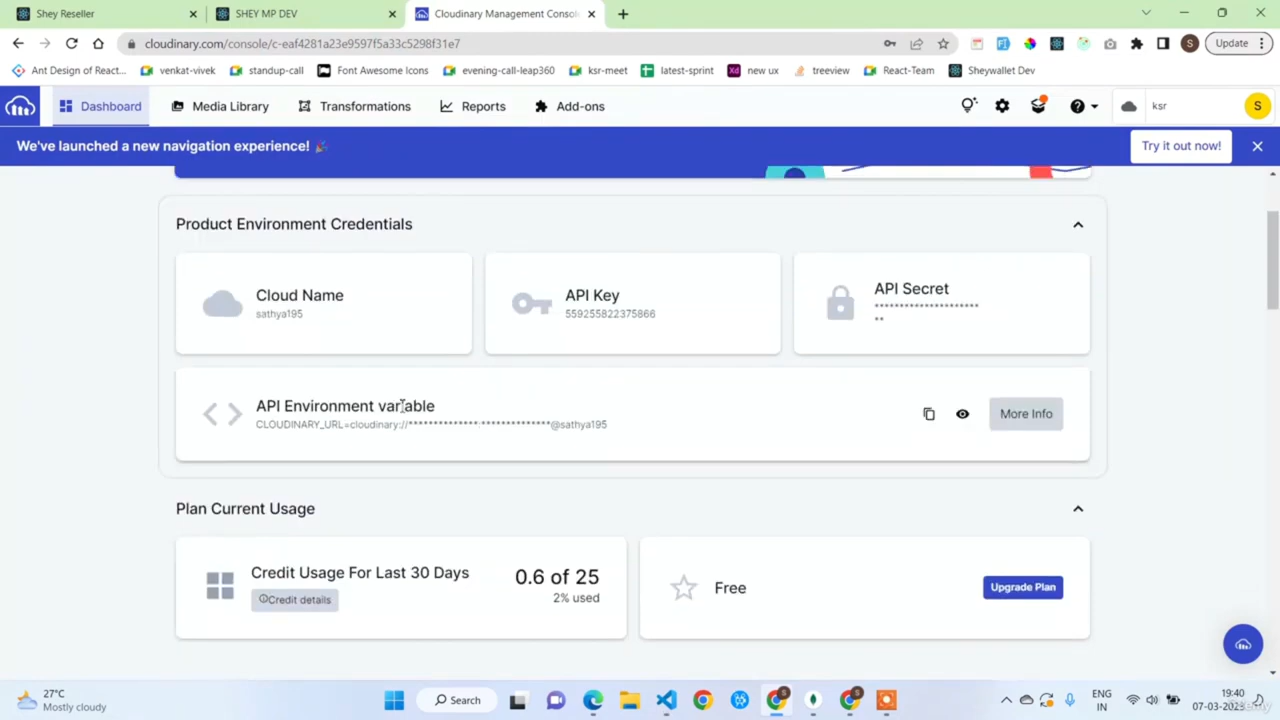 Shey Reseller
SHEY MP DEV
Cloudinary Management Conso
cloudinary.com/console/c-eaf4281a23e9597f5a33c5298f31e7
S
Update
Ant Design of React...
venkat-vivek
standup-call
Font Awesome Icons
evening-call-leap360
ksr-meet
latest-sprint
Xd
new ux
treeview
React-Team
Sheywallet Dev
Dashboard
Media Library
Transformations
Reports
Add-ons
ksr
S
We've launched a new navigation experience! 🎉
Try it out now!
Product Environment Credentials
Cloud Name
sathya195
API Key
559255822375866
API Secret
*********************
**
API Environment variable
CLOUDINARY_URL=cloudinary://***************:***************@sathya195
More Info
Plan Current Usage
Credit Usage For Last 30 Days
Credit details
0.6 of 25
2% used
Free
Upgrade Plan
27°C
Mostly cloudy
Search
ENG
IN
19:40